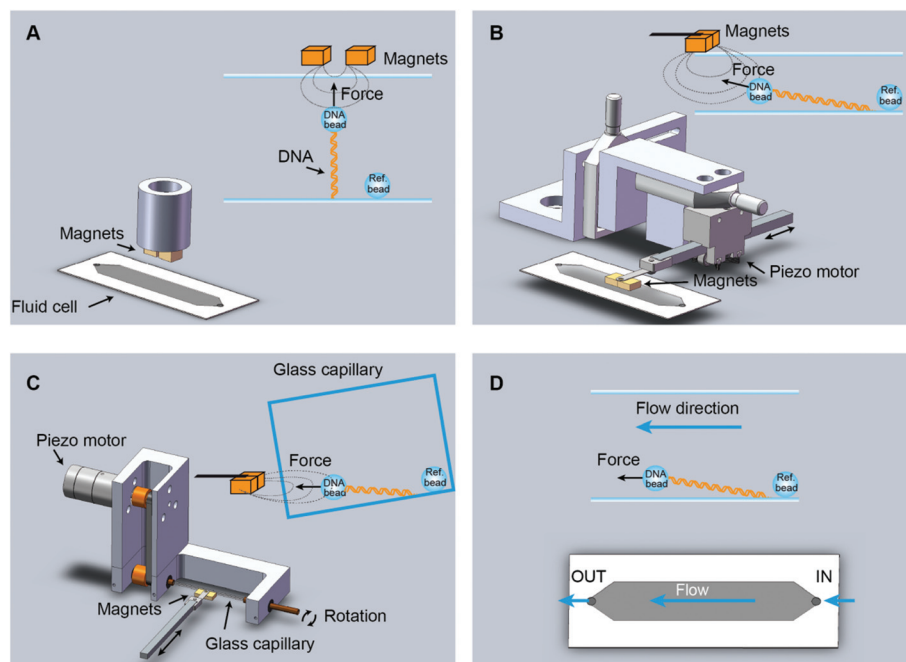 A
Magnets
Force
DNA
bead
DNA
Ref.
bead
Magnets
Fluid cell
B
Magnets
Force
DNA
bead
Ref.
bead
Piezo motor
Magnets
C
Glass capillary
Piezo motor
Force
DNA
bead
Ref.
bead
Magnets
Rotation
Glass capillary
D
Flow direction
Force
DNA
bead
Ref.
bead
OUT
IN
Flow